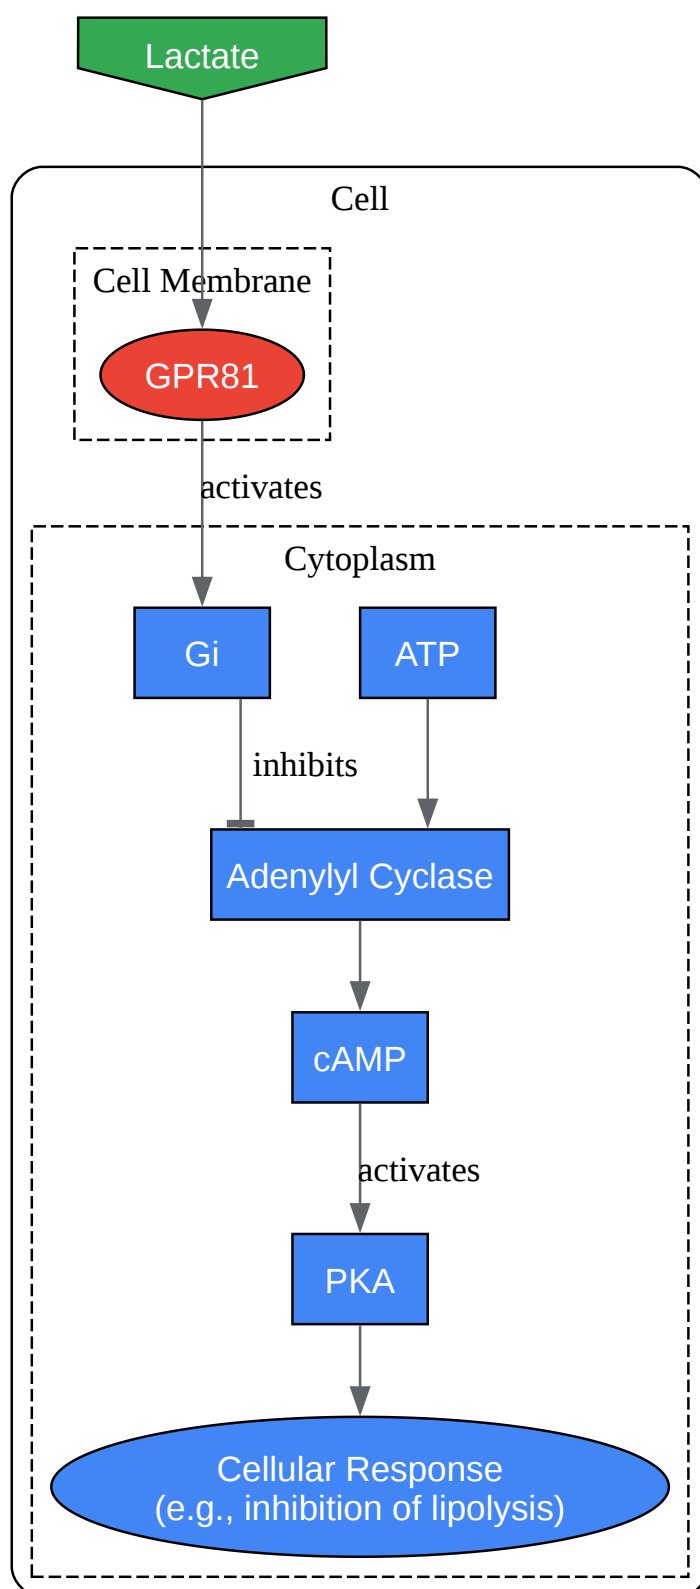 Lactate
Cell
Cell Membrane
GPR81
activates
Cytoplasm
Gi
ATP
inhibits
Adenylyl Cyclase
cAMP
activates
PKA
Cellular Response
(e.g., inhibition of lipolysis)